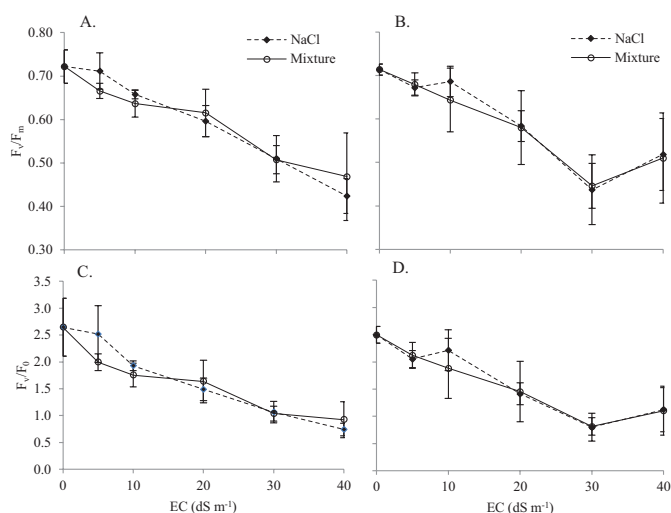 A.
B.
NaCl
Mixture
NaCl
Mixture
0.80
0.70
0.60
0.50
0.40
0.30
Fv/Fm
C.
D.
3.5
3.0
2.5
2.0
1.5
1.0
0.5
0.0
Fv/F0
0 10 20 30 40
0 10 20 30 40
EC (dS m⁻¹)
EC (dS m⁻¹)